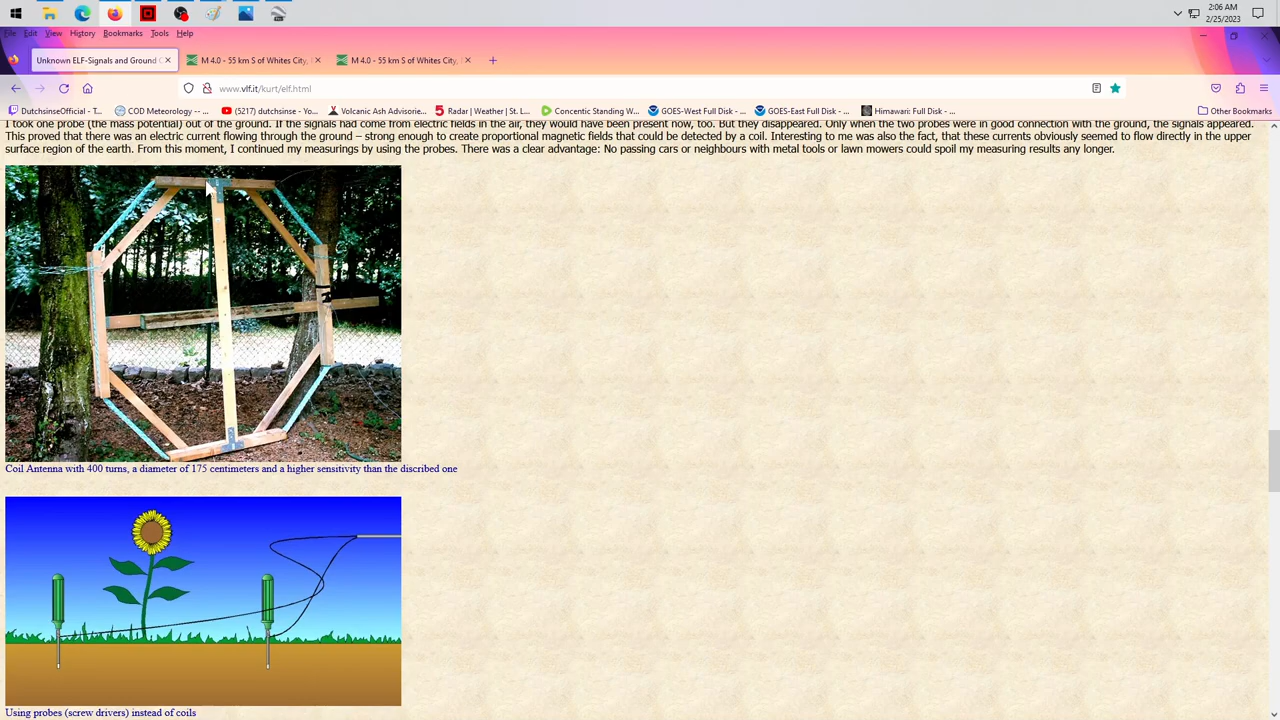 2:06 AM
2/25/2023
File Edit View History Bookmarks Tools Help
Unknown ELF-Signals and Ground C
M 4.0 - 55 km S of Whites City,
M 4.0 - 55 km S of Whites City,
www.vlf.it/kurt/elf.html
DutchsinseOfficial - T...
COD Meteorology -- ...
(5217) dutchsinse - Yo...
Volcanic Ash Advisorie...
Radar | Weather | St. L...
Concentic Standing W...
GOES-West Full Disk -...
GOES-East Full Disk - ...
Himawari: Full Disk - ...
Other Bookmarks
I took one probe (the mass potential) out of the ground. If the signals had come from electric fields in the air, they would have been present now, too. But they disappeared. Only when the two probes were in good connection with the ground, the signals appeared.
This proved that there was an electric current flowing through the ground – strong enough to create proportional magnetic fields that could be detected by a coil. Interesting to me was also the fact, that these currents obviously seemed to flow directly in the upper
surface region of the earth. From this moment, I continued my measurings by using the probes. There was a clear advantage: No passing cars or neighbours with metal tools or lawn mowers could spoil my measuring results any longer.
Coil Antenna with 400 turns, a diameter of 175 centimeters and a higher sensitivity than the discribed one
Using probes (screw drivers) instead of coils